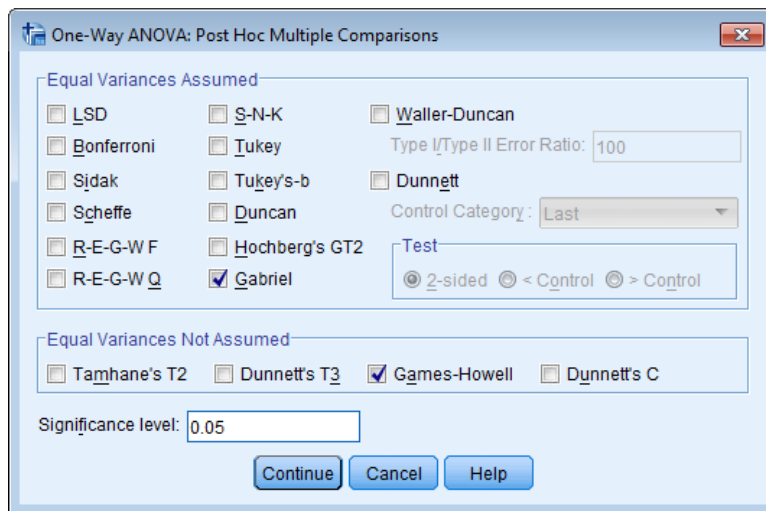 One-Way ANOVA: Post Hoc Multiple Comparisons
Equal Variances Assumed
LSD S-N-K Waller-Duncan
Bonferroni Tukey Type I/Type II Error Ratio: 100
Sidak Tukey's-b Dunnett
Scheffe Duncan Control Category: Last
R-E-G-W F Hochberg's GT2 Test
R-E-G-W Q Gabriel 2-sided < Control > Control
Equal Variances Not Assumed
Tamhane's T2 Dunnett's T3 Games-Howell Dunnett's C
Significance level: 0.05
Continue Cancel Help